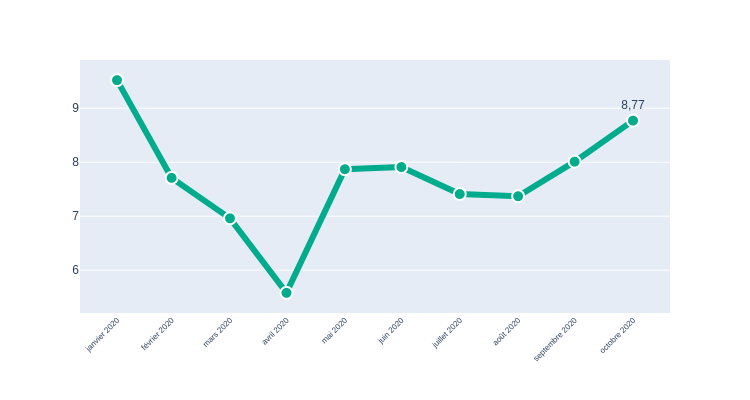 9
8
7
6
8,77
janvier 2020
février 2020
mars 2020
avril 2020
mai 2020
juin 2020
juillet 2020
août 2020
septembre 2020
octobre 2020